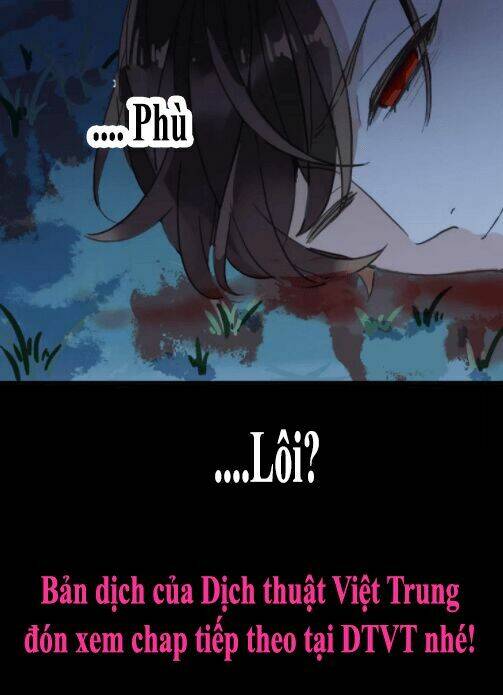 .... Phù
....Lôi?
Bản dịch của Dịch thuật Việt Trung
đón xem chap tiếp theo tại DTVT nhé!